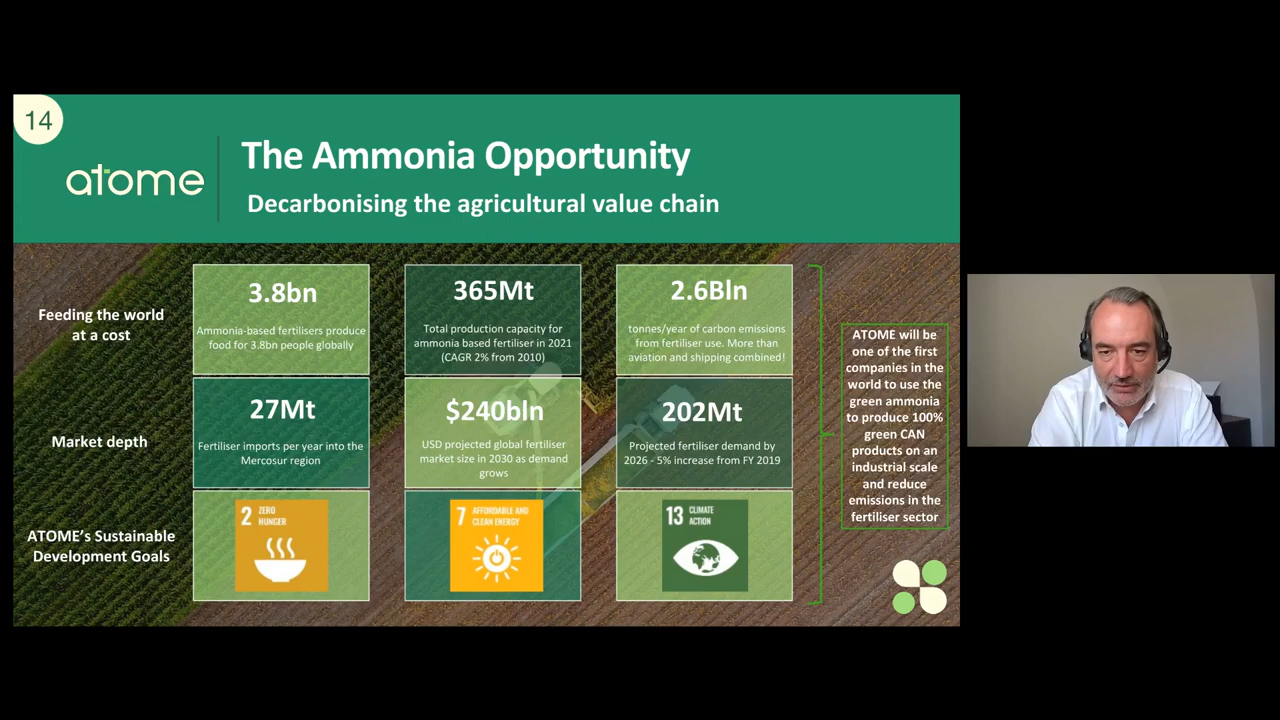 14
atome
The Ammonia Opportunity
Decarbonising the agricultural value chain
Feeding the world
at a cost
3.8bn
Ammonia-based fertilisers produce
food for 3.8bn people globally
365Mt
Total production capacity for
ammonia based fertiliser in 2021
(CAGR 2% from 2010)
2.6Bln
tonnes/year of carbon emissions
from fertiliser use. More than
aviation and shipping combined!
Market depth
27Mt
Fertiliser imports per year into the
Mercosur region
$240bln
USD projected global fertiliser
market size in 2030 as demand
grows
202Mt
Projected fertiliser demand by
2026 - 5% increase from FY 2019
ATOME's Sustainable
Development Goals
2 ZERO
HUNGER
7 AFFORDABLE AND
CLEAN ENERGY
13 CLIMATE
ACTION
ATOME will be
one of the first
companies in the
world to use the
green ammonia
to produce 100%
green CAN
products on an
industrial scale
and reduce
emissions in the
fertiliser sector